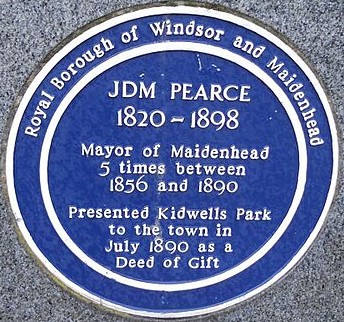 Royal Borough of Windsor and Maidenhead
JDM PEARCE
1820 – 1898
Mayor of Maidenhead
5 times between
1856 and 1890
Presented Kidwells Park
to the town in
July 1890 as a
Deed of Gift